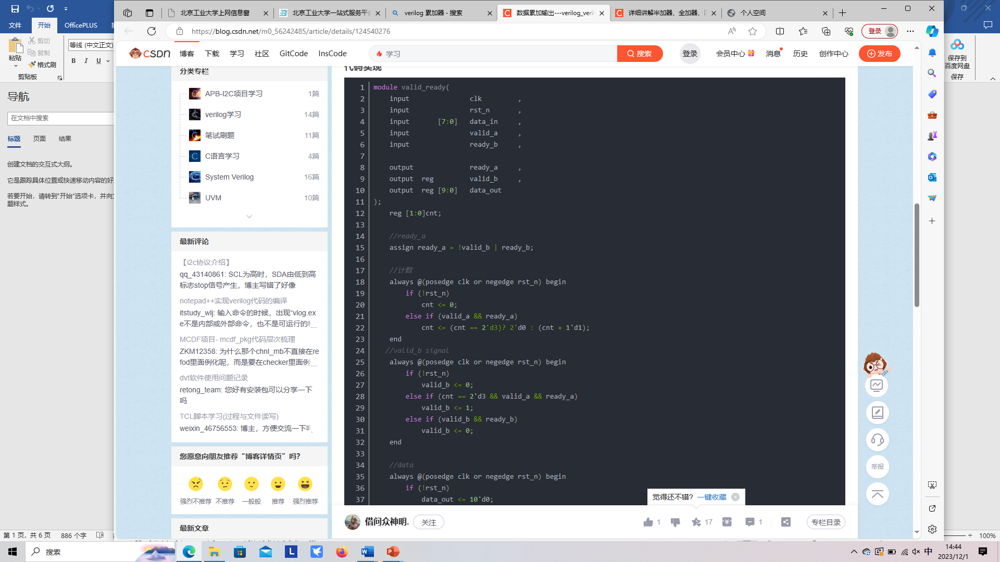 北京工业大学上网信息窗
北京工业大学一站式服务平台
verilog 累加器 - 搜索
数据累加输出---verilog_veril
详细讲解半加器、全加器、四
个人空间
文件
开始
OfficePLUS
https://blog.csdn.net/m0_56242485/article/details/124540276
登录
剪切
等线 (中文正文)
粘贴
复制
格式刷
B I U
剪贴板
保存到
百度网盘
保存
CSDN
博客
下载
学习
社区
GitCode
InsCode
学习
搜索
登录
会员中心
消息
历史
创作中心
发布
导航
在文档中搜索
标题
页面
结果
创建文档的交互式大纲。
它是跟踪具体位置或快速移动内容的好
若要开始，请转到“开始”选项卡，并向文
题样式。
分类专栏
APB-I2C项目学习 1篇
verilog学习 14篇
笔试刷题 11篇
C语言学习 4篇
System Verilog 16篇
UVM 10篇
最新评论
【i2c协议介绍】
qq_43140861: SCL为高时，SDA由低到高
标志stop信号产生，博主写错了好像
notepad++实现verilog代码的编译
itstudy_wlj: 输入命令的时候，出现“vlog.ex
e不是内部或外部命令，也不是可运行的程...
MCDF项目- mcdf_pkg代码层次梳理
ZKM12358: 为什么那个chnl_mb不直接在re
fod里面例化呢，而是要在checker里面例...
dvt软件使用问题记录
retong_team: 您好有安装包可以分享一下
吗
TCL脚本学习(过程与文件读写)
weixin_46756553: 博主，方便交流一下吗
您愿意向朋友推荐“博客详情页”吗？
强烈不推荐
不推荐
一般般
推荐
强烈推荐
最新文章
代码实现
1 module valid_ready(
2 input clk ,
3 input rst_n ,
4 input [7:0] data_in ,
5 input valid_a ,
6 input ready_b ,
7
8 output ready_a ,
9 output reg valid_b ,
10 output reg [9:0] data_out
11 );
12 reg [1:0]cnt;
13
14 //ready_a
15 assign ready_a = !valid_b | ready_b;
16
17 //计数
18 always @(posedge clk or negedge rst_n) begin
19 if (!rst_n)
20 cnt <= 0;
21 else if (valid_a && ready_a)
22 cnt <= (cnt == 2'd3)? 2'd0 : (cnt + 1'd1);
23 end
24 //valid_b signal
25 always @(posedge clk or negedge rst_n) begin
26 if (!rst_n)
27 valid_b <= 0;
28 else if (cnt == 2'd3 && valid_a && ready_a)
29 valid_b <= 1;
30 else if (valid_b && ready_b)
31 valid_b <= 0;
32 end
33
34 //data
35 always @(posedge clk or negedge rst_n) begin
36 if (!rst_n)
37 data_out <= 10'd0;
觉得还不错? 一键收藏
借问众神明.
关注
1
17
1
专栏目录
举报
第 1 页，共 6 页
886 个字
100%
搜索
中
14:44
2023/12/1